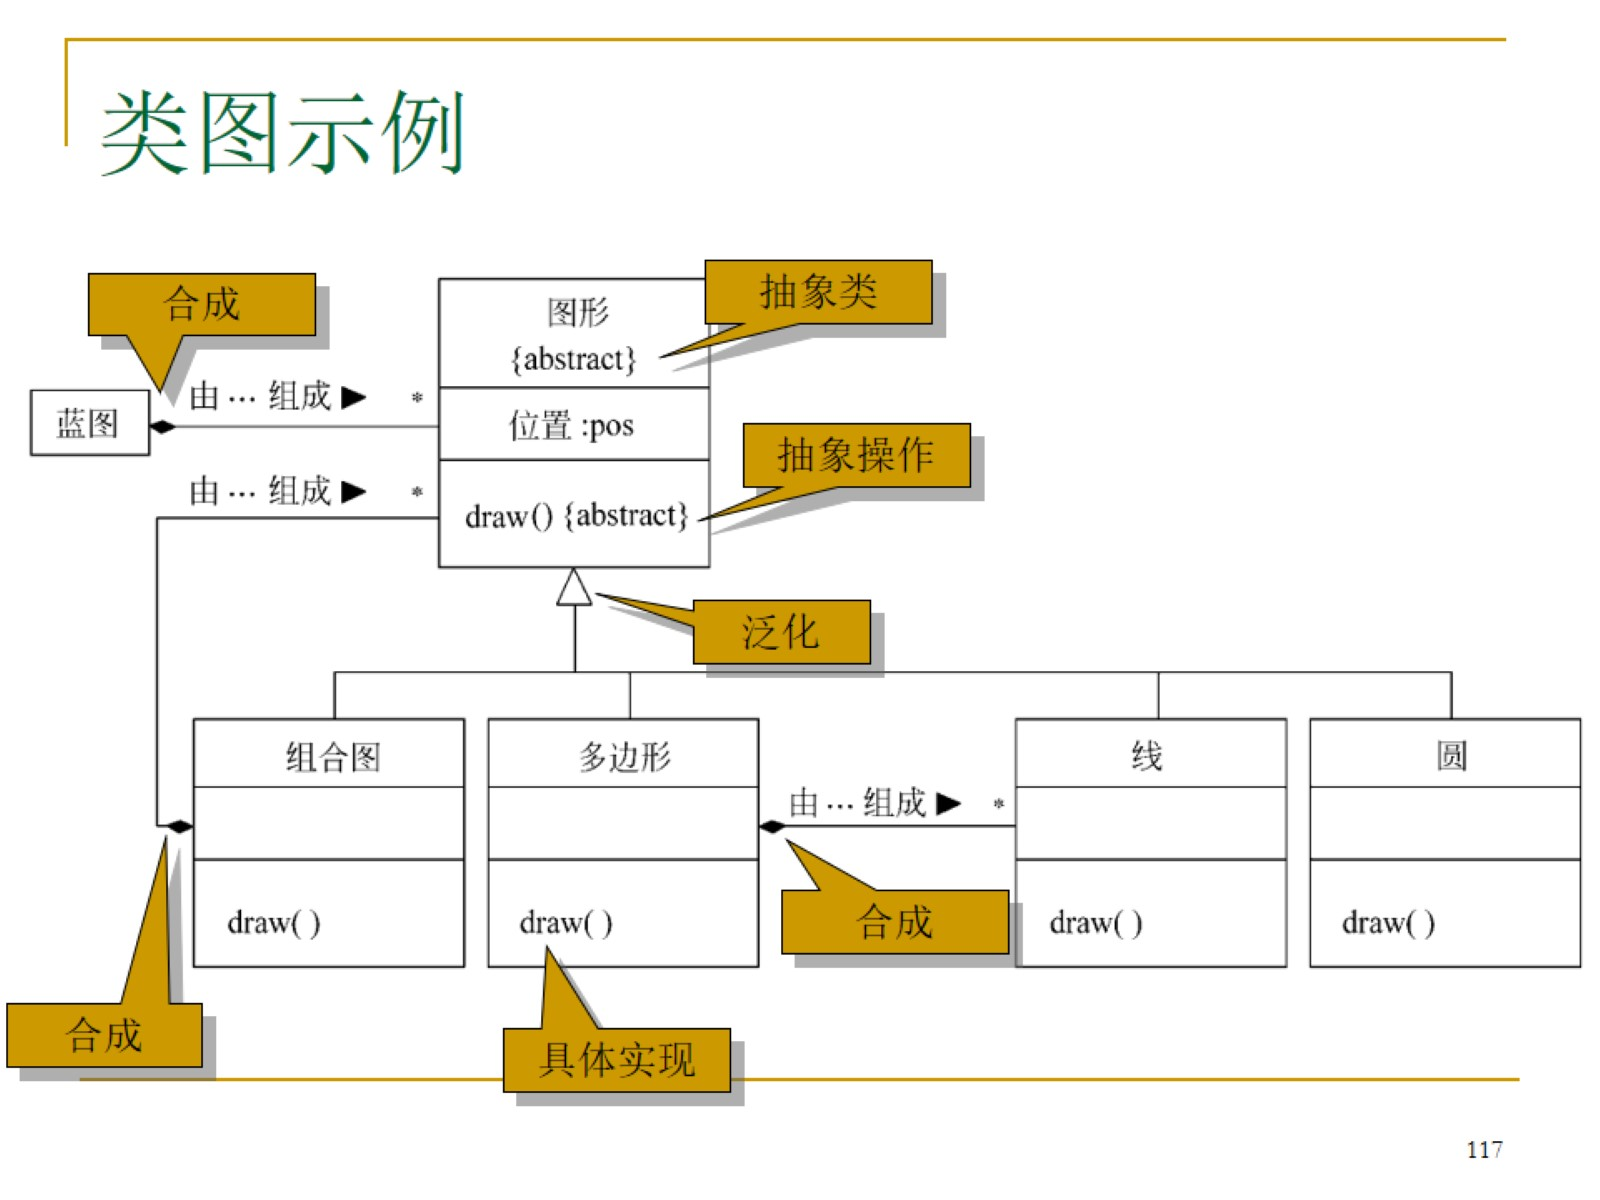 类图示例
合成
抽象类
图形
{abstract}
蓝图
由 … 组成 ▶ *
位置 :pos
抽象操作
由 … 组成 ▶ *
draw() {abstract}
泛化
组合图
多边形
线
圆
由 … 组成 ▶ *
draw( )
draw( )
合成
draw( )
draw( )
合成
具体实现
117